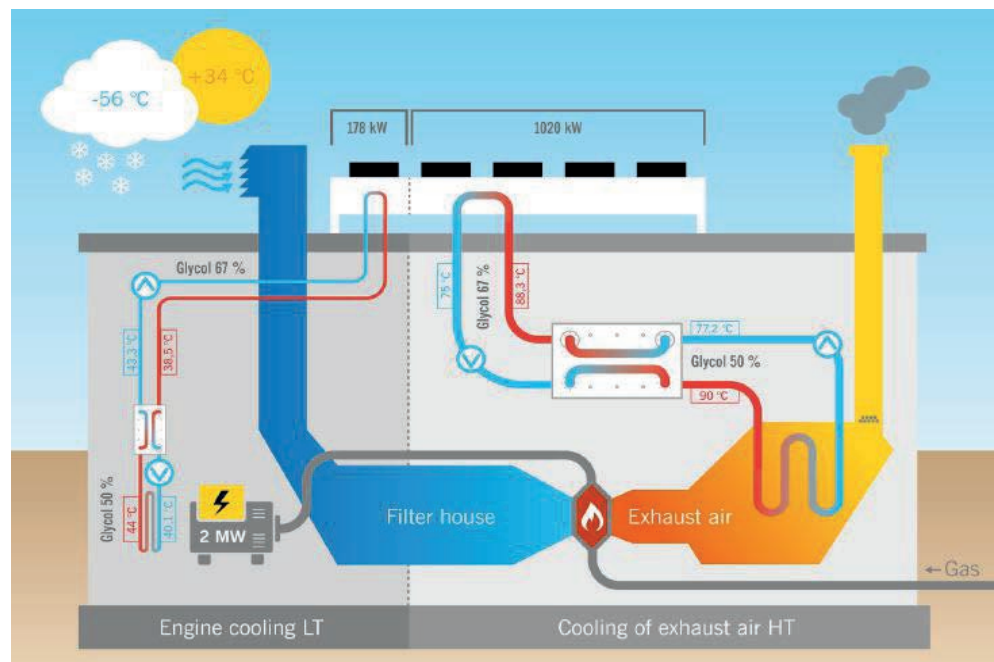 +34 °C
-56 °C
178 kW
1020 kW
Glycol 67 %
75 °C
Glycol 67 %
88,3 °C
43,3 °C
38,5 °C
77,2 °C
Glycol 50 %
90 °C
Glycol 50 %
44 °C
40,1 °C
2 MW
Filter house
Exhaust air
←Gas
Engine cooling LT
Cooling of exhaust air HT